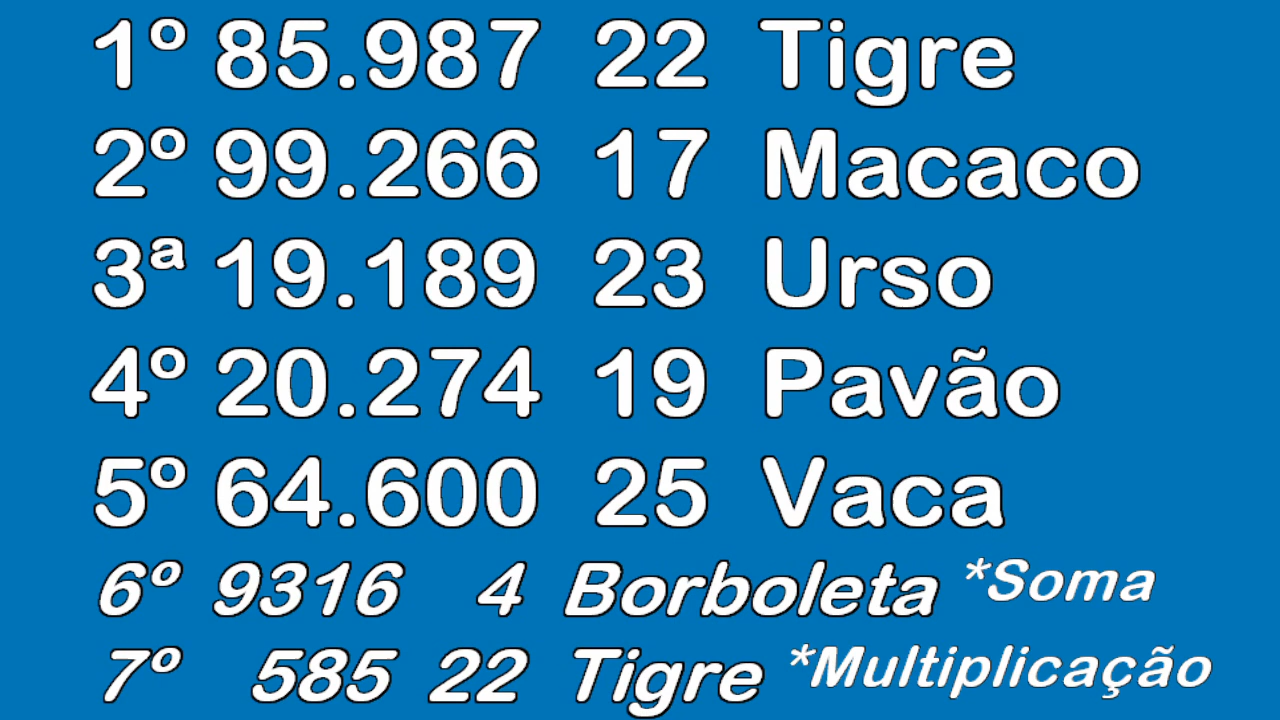 1º 85.987 22 Tigre
2º 99.266 17 Macaco
3ª 19.189 23 Urso
4º 20.274 19 Pavão
5º 64.600 25 Vaca
6º 9316 4 Borboleta *Soma
7º 585 22 Tigre *Multiplicação